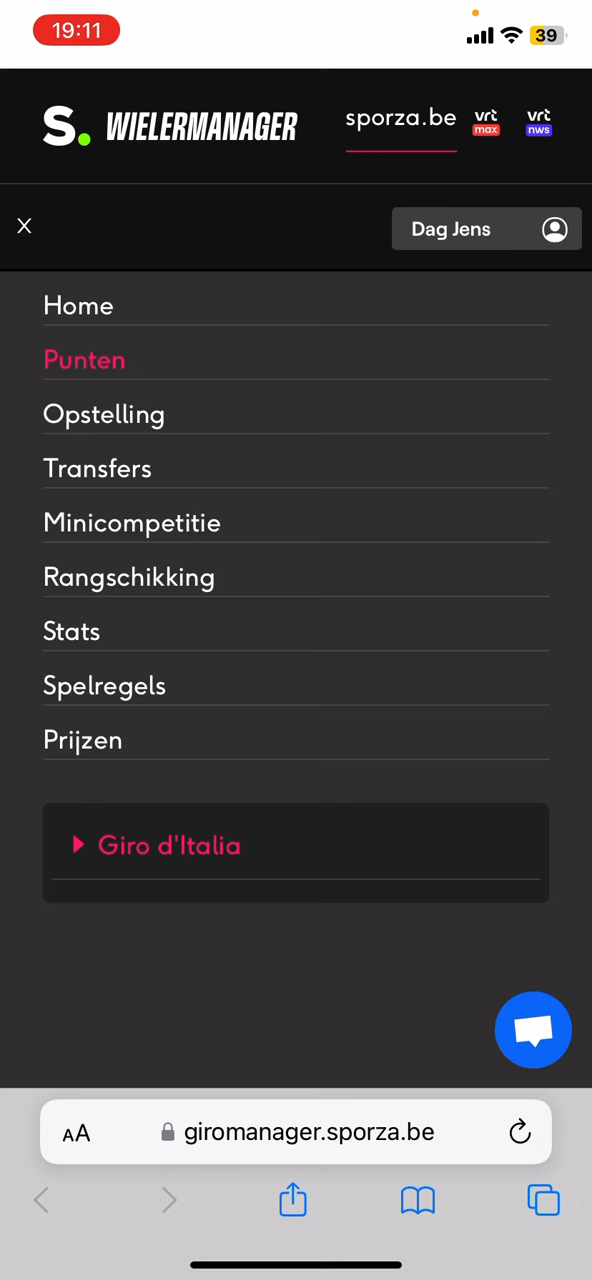 19:11
39
S. WIELERMANAGER sporza.be vrt max vrt nws
X Dag Jens
Home
Punten
Opstelling
Transfers
Minicompetitie
Rangschikking
Stats
Spelregels
Prijzen
Giro d'Italia
AA giromanager.sporza.be